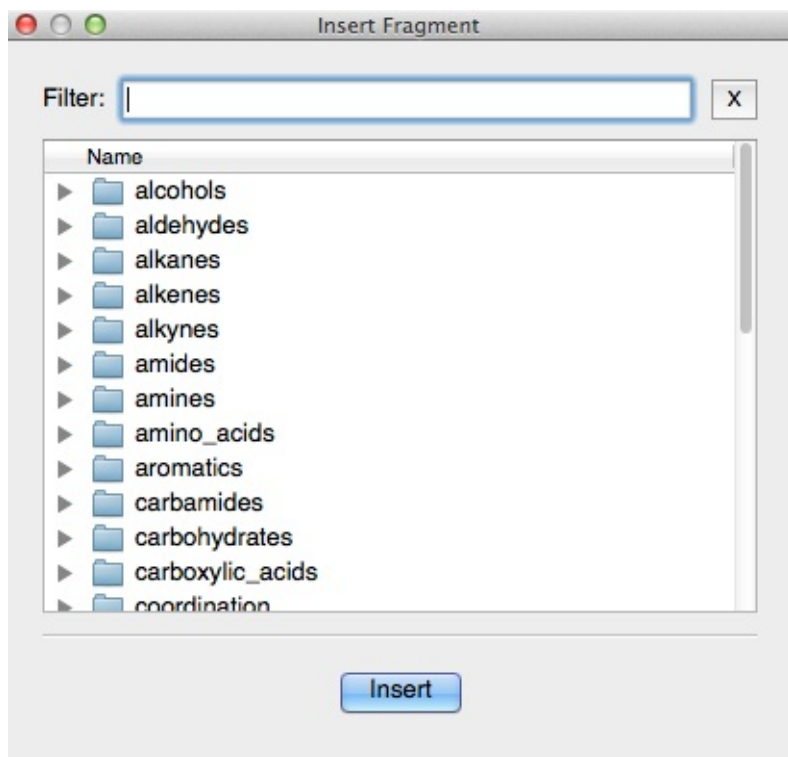 Insert Fragment
Filter: X
Name
alcohols
aldehydes
alkanes
alkenes
alkynes
amides
amines
amino_acids
aromatics
carbamides
carbohydrates
carboxylic_acids
coordination
Insert